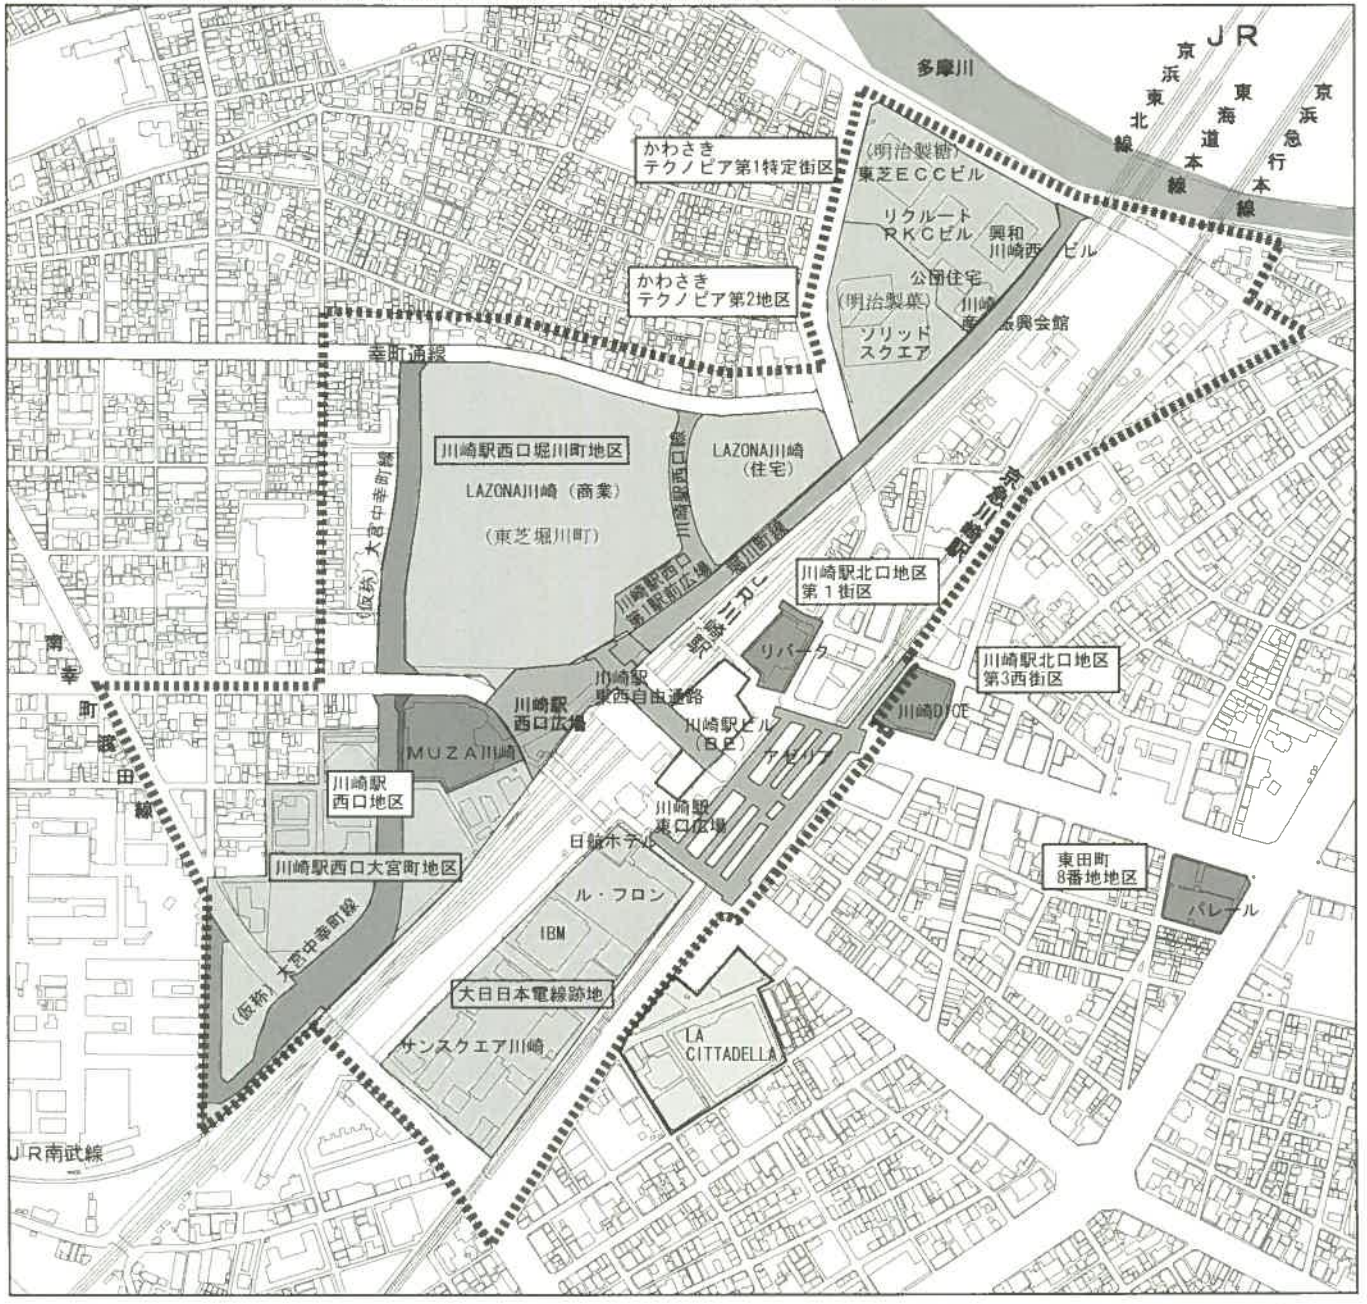 JR
京浜東北線
東海道本線
京浜急行本線
多摩川
かわさき
テクノピア第1特定街区
(明治製糖)
東芝ECCビル
リクルート
RKCビル
興和
川崎西
ビル
公団住宅
かわさき
テクノピア第2地区
(明治製菓)
川崎
振興会館
ソリッド
スクエア
幸町通線
川崎駅西口堀川町地区
LAZONA川崎(商業)
(東芝堀川町)
川崎駅西口線
LAZONA川崎
(住宅)
(仮称)大宮中幸町線
堀川町線
京急川崎駅
川崎駅西口
第1駅前広場
JR川崎駅
川崎駅北口地区
第1街区
リバーク
川崎駅北口地区
第3西街区
川崎DICE
南幸町
田線
川崎駅
東西自由通路
川崎駅
西口広場
川崎駅ビル
(BE)
アゼリア
MUZA川崎
川崎駅
西口地区
川崎駅
東口広場
日航ホテル
川崎駅西口大宮町地区
東田町
8番地地区
パレール
ル・フロン
IBM
(仮称)大宮中幸町線
大日日本電線跡地
サンスクエア川崎
LA
CITTADELLA
JR南武線